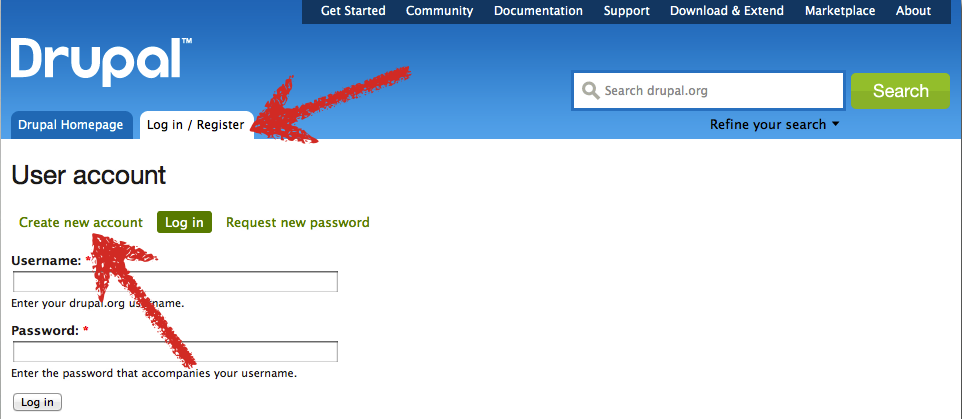 Get Started Community Documentation Support Download & Extend Marketplace About
Drupal™
Search drupal.org Search
Drupal Homepage Log in / Register Refine your search
User account
Create new account Log in Request new password
Username: *
Enter your drupal.org username.
Password: *
Enter the password that accompanies your username.
Log in